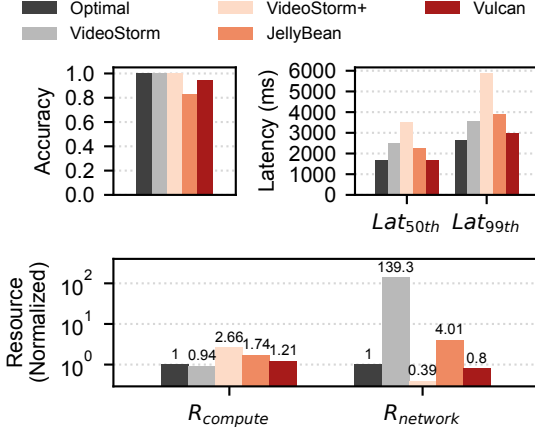 Optimal VideoStorm+ Vulcan
VideoStorm JellyBean
Accuracy
1.0
0.8
0.6
0.4
0.2
0.0
Latency (ms)
6000
5000
4000
3000
2000
1000
0
Lat50th Lat99th
Resource
(Normalized)
10²
10¹
10⁰
1 0.94 2.66 1.74 1.21
1 139.3 0.39 4.01 0.8
Rcompute Rnetwork